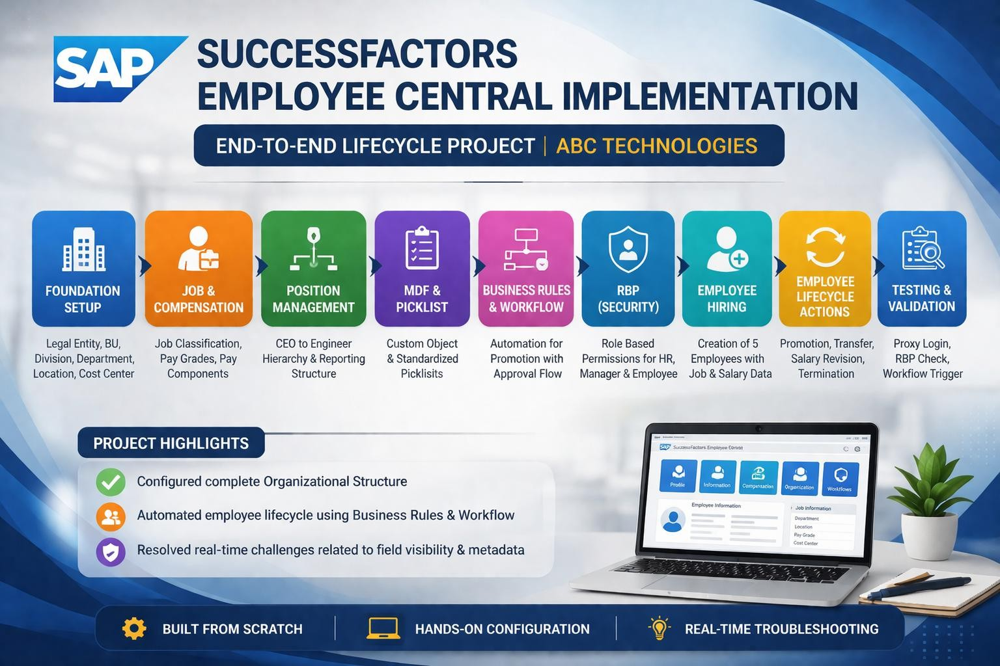 SAP
SUCCESSFACTORS
EMPLOYEE CENTRAL IMPLEMENTATION
END-TO-END LIFECYCLE PROJECT | ABC TECHNOLOGIES
FOUNDATION
SETUP
Legal Entity, BU,
Division, Department,
Location, Cost Center
JOB &
COMPENSATION
Job Classification,
Pay Grades, Pay
Components
POSITION
MANAGEMENT
CEO to Engineer
Hierarchy & Reporting
Structure
MDF &
PICKLIST
Custom Object
& Standardized
Picklisits
BUSINESS RULES
& WORKFLOW
Automation for
Promotion with
Approval Flow
RBP
(SECURITY)
Role Based
Permissions for HR,
Manager & Employee
EMPLOYEE
HIRING
Creation of 5
Employees with
Job & Salary Data
EMPLOYEE
LIFECYCLE
ACTIONS
Promotion, Transfer,
Salary Revision,
Termination
TESTING &
VALIDATION
Proxy Login,
RBP Check,
Workflow Trigger
PROJECT HIGHLIGHTS
Configured complete Organizational Structure
Automated employee lifecycle using Business Rules & Workflow
Resolved real-time challenges related to field visibility & metadata
SAP SuccessFactors Employee
Profile
Information
Compensation
Organization
Workflows
Employee Information
Job Information
Department
Location
Pay Grade
Cost Center
BUILT FROM SCRATCH
HANDS-ON CONFIGURATION
REAL-TIME TROUBLESHOOTING